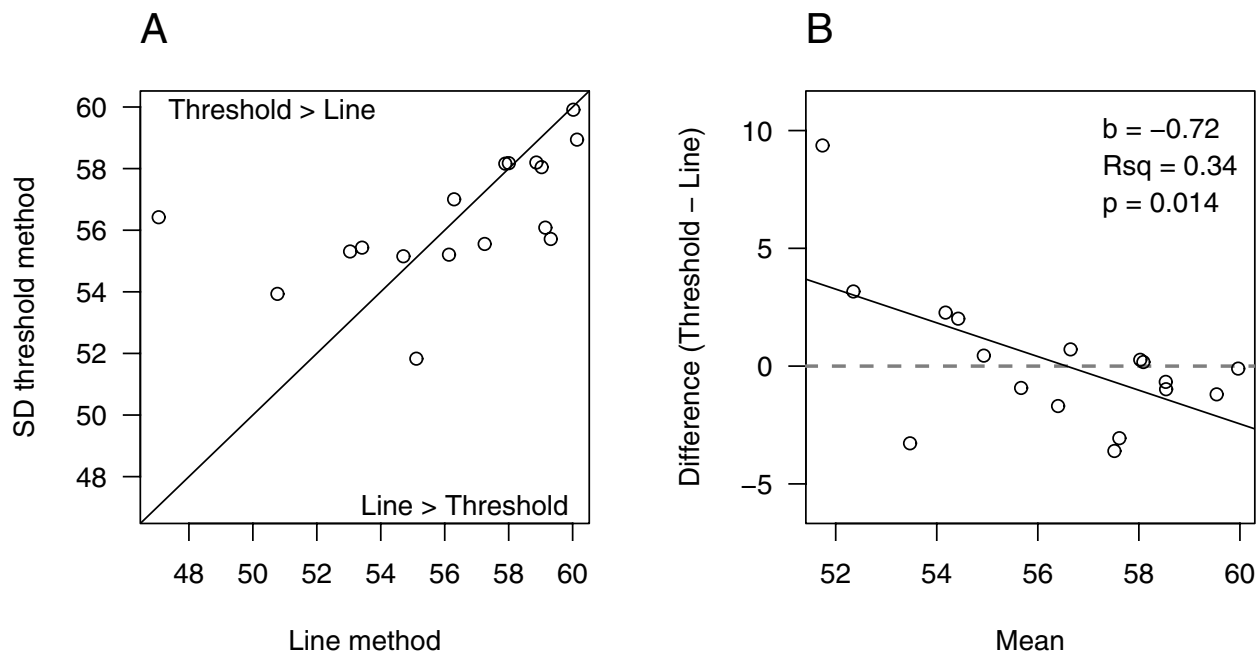 A
Threshold > Line
60
58
56
54
52
50
48
SD threshold method
Line > Threshold
48 50 52 54 56 58 60
Line method
B
b = −0.72
Rsq = 0.34
p = 0.014
10
5
0
−5
Difference (Threshold − Line)
52 54 56 58 60
Mean